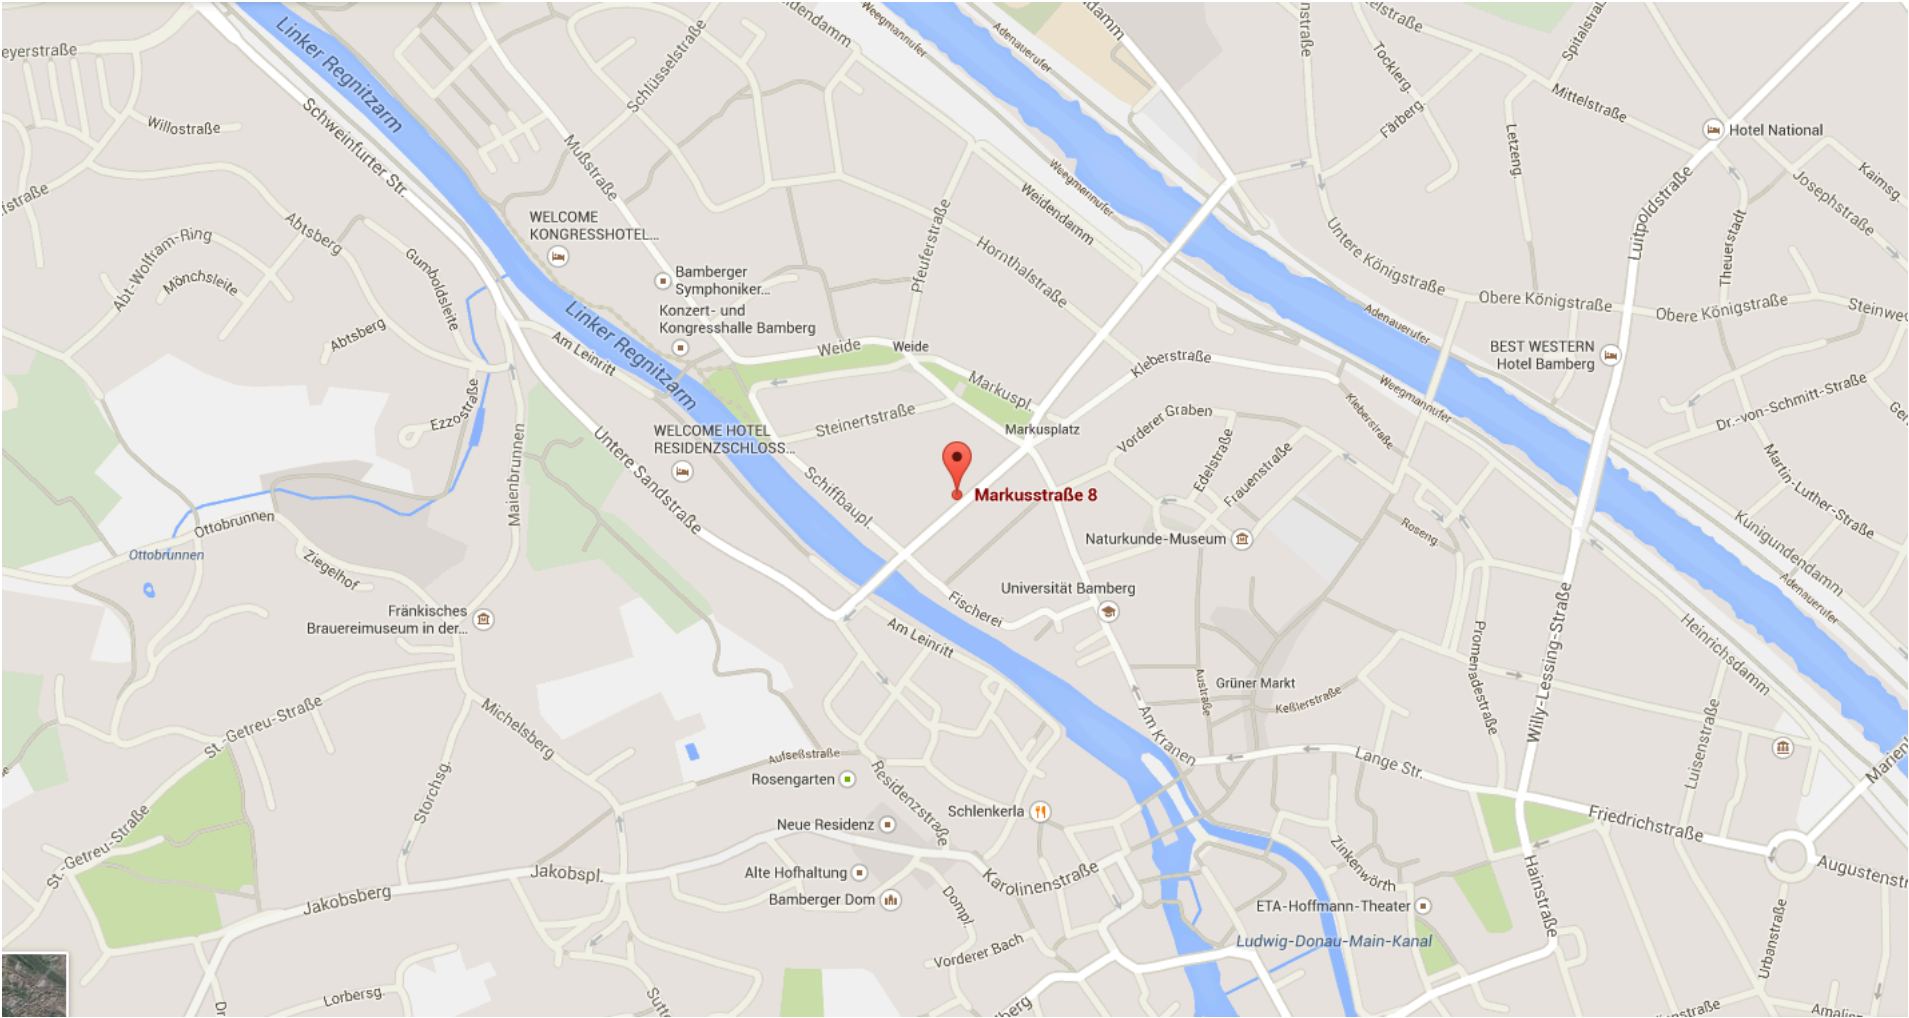 Linker Regnitzarm
Schlüsselstraße
Weegmannufer
Adenauerufer
Tocklerg.
Spitalstraß
Färberg.
Mittelstraße
Letzeng.
Hotel National
Kaimsg.
Josephstraße
eyerstraße
Willostraße
Schweinfurter Str.
Mußstraße
Weegmannufer
Weidendamm
Pfeuferstraße
Hornthalstraße
Untere Königstraße
Luitpoldstraße
Theuerstadt
Obere Königstraße
Obere Königstraße
Steinwe
Abtsberg
Abt-Wolfram-Ring
Mönchsleite
Gumboldsleite
Abtsberg
WELCOME
KONGRESSHOTEL...
Bamberger
Symphoniker...
Konzert- und
Kongresshalle Bamberg
Linker Regnitzarm
Am Leinritt
Weide
Weide
Markuspl.
Kleberstraße
Adenauerufer
Weegmannufer
Kleberstraße
BEST WESTERN
Hotel Bamberg
Dr.-von-Schmitt-Straße
Ezzostraße
Maienbrunnen
WELCOME HOTEL
RESIDENZSCHLOSS...
Steinertstraße
Markusplatz
Vorderer Graben
Edelstraße
Frauenstraße
Martin-Luther-Straße
Untere Sandstraße
Schiffbaupl.
Markusstraße 8
Roseng.
Kunigundendamm
Adenauerufer
Ottobrunnen
Ottobrunnen
Ziegelhof
Naturkunde-Museum
Universität Bamberg
Fischerei
Heinrichsdamm
Fränkisches
Brauereimuseum in der...
Am Leinritt
Willy-Lessing-Straße
Promenadestraße
Grüner Markt
Austraße
Keßlerstraße
Luisenstraße
St.-Getreu-Straße
Michelsberg
Am Kranen
Lange Str.
Storchsg.
Aufseßstraße
Rosengarten
Residenzstraße
Schlenkerla
Neue Residenz
Friedrichstraße
St.-Getreu-Straße
Alte Hofhaltung
Bamberger Dom
Jakobspl.
Jakobsberg
Karolinenstraße
Dompl.
Zinkenwörth
Hainstraße
Augustenstr
ETA-Hoffmann-Theater
Ludwig-Donau-Main-Kanal
Urbanstraße
Vorderer Bach
Lorbersg.